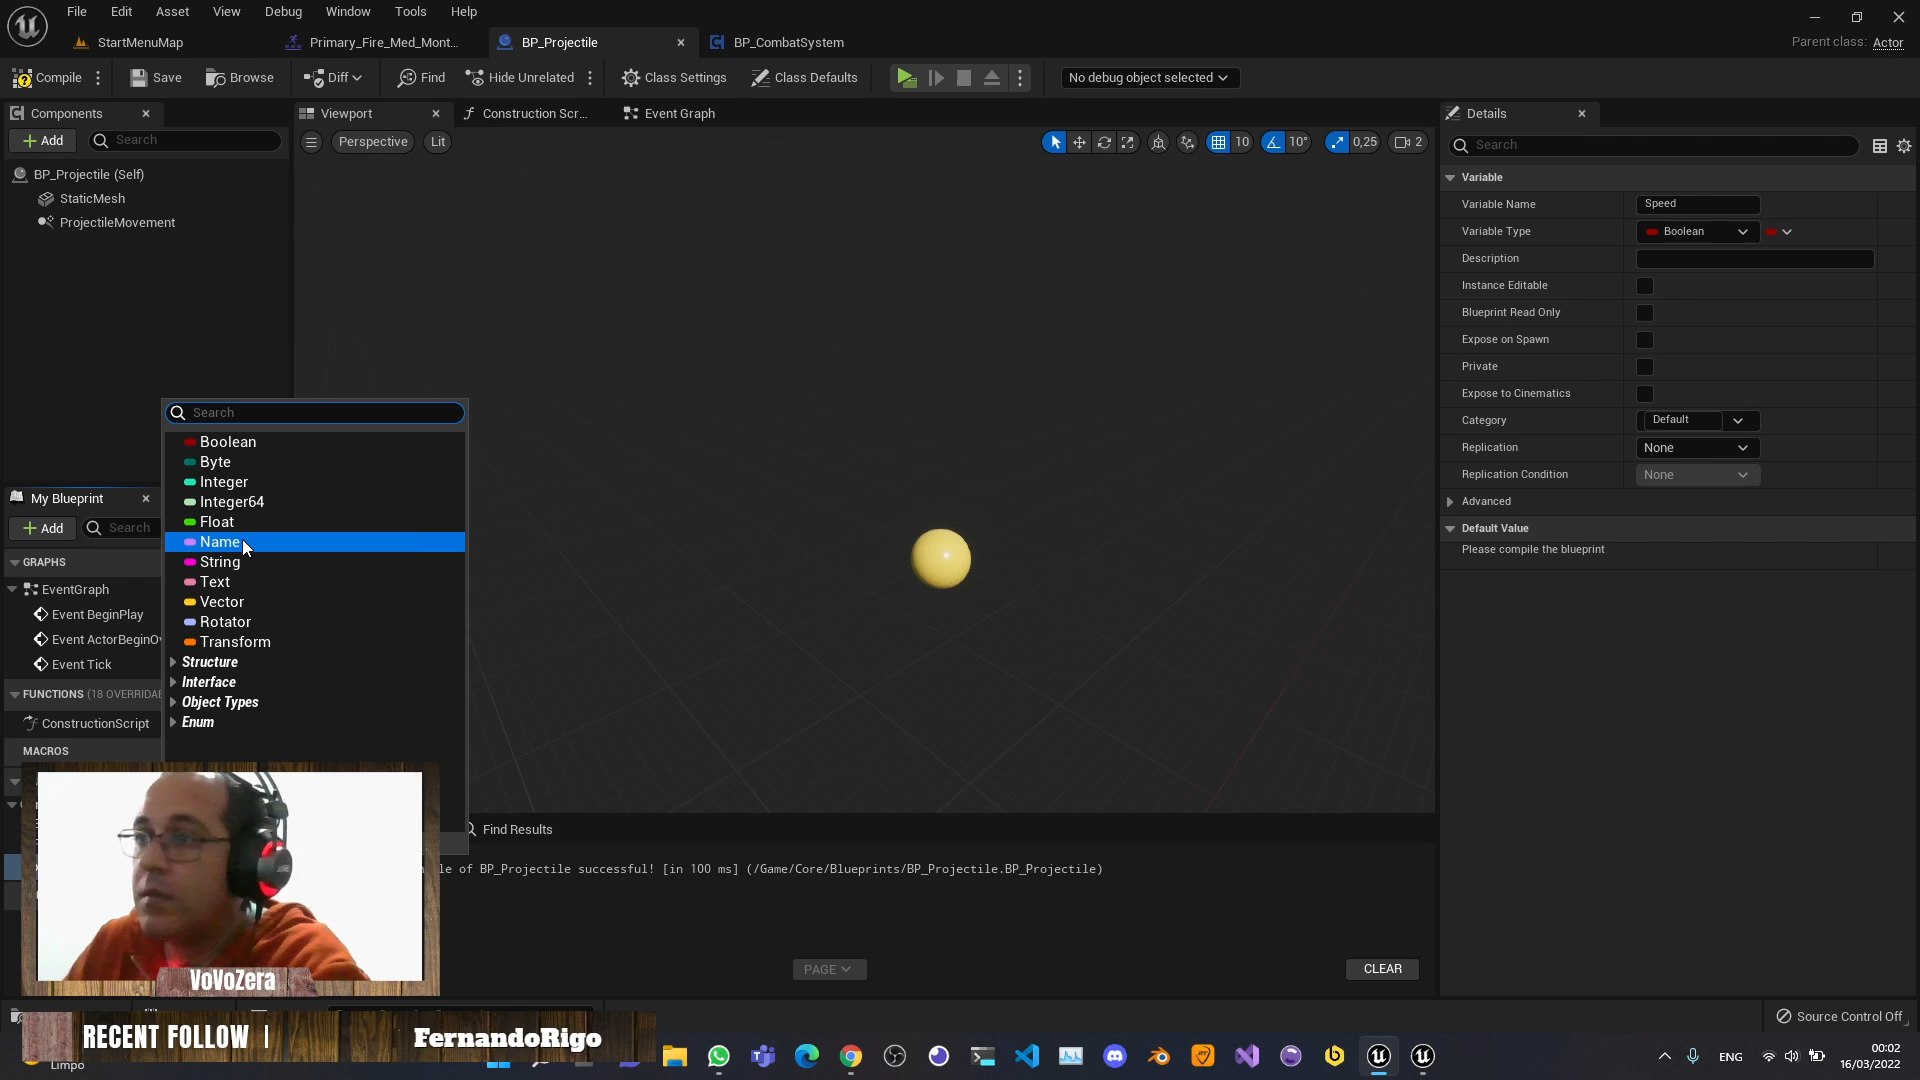 File Edit Asset View Debug Window Tools Help
StartMenuMap Primary_Fire_Med_Mont... BP_Projectile BP_CombatSystem
Parent class: Actor
Compile Save Browse Diff Find Hide Unrelated Class Settings Class Defaults No debug object selected
Components
Add Search
BP_Projectile (Self)
StaticMesh
ProjectileMovement
Viewport Construction Scr... Event Graph
Perspective Lit 10 10° 0,25 2
Search
Boolean
Byte
Integer
Integer64
Float
Name
String
Text
Vector
Rotator
Transform
Structure
Interface
Object Types
Enum
My Blueprint
Add Search
GRAPHS
EventGraph
Event BeginPlay
Event ActorBeginOv
Event Tick
FUNCTIONS (18 OVERRIDAB
ConstructionScript
MACROS
Find Results
le of BP_Projectile successful! [in 100 ms] (/Game/Core/Blueprints/BP_Projectile.BP_Projectile)
PAGE CLEAR
Details
Search
Variable
Variable Name Speed
Variable Type Boolean
Description
Instance Editable
Blueprint Read Only
Expose on Spawn
Private
Expose to Cinematics
Category Default
Replication None
Replication Condition None
Advanced
Default Value
Please compile the blueprint
VoVoZera
RECENT FOLLOW | FernandoRigo
Source Control Off
Limpo
ENG
00:02
16/03/2022